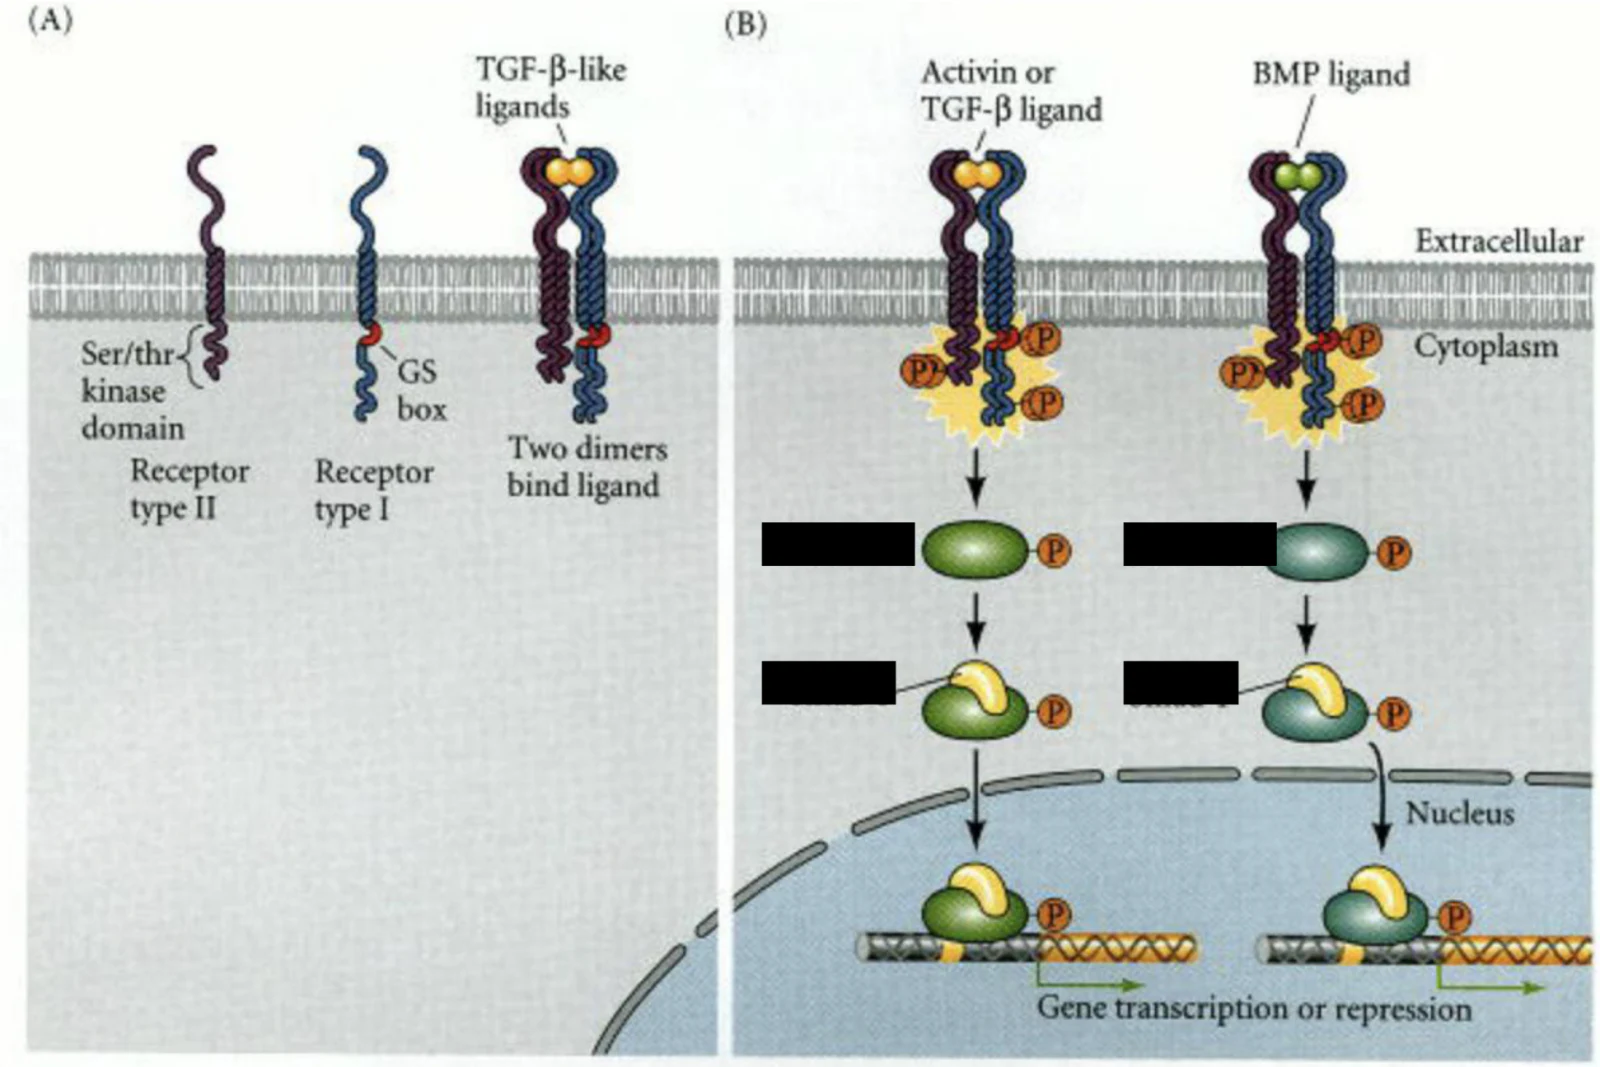 (A)
TGF-β-like
ligands
Ser/thr
kinase
domain
GS
box
Receptor
type II
Receptor
type I
Two dimers
bind ligand
(B)
Activin or
TGF-β ligand
BMP ligand
Extracellular
Cytoplasm
P
P
P
P
P
P
P
P
P
P
Nucleus
P
P
Gene transcription or repression